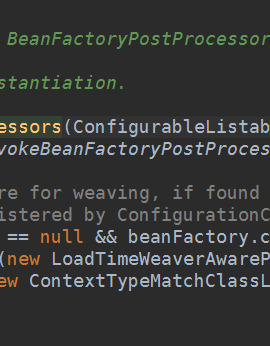 BeanFactoryPostProcessor
stantiation.
essors(ConfigurableListab
vokeBeanFactoryPostProces
re for weaving, if found
istered by ConfigurationC
== null && beanFactory.c
(new LoadTimeWeaverAwareP
ew ContextTypeMatchClassL